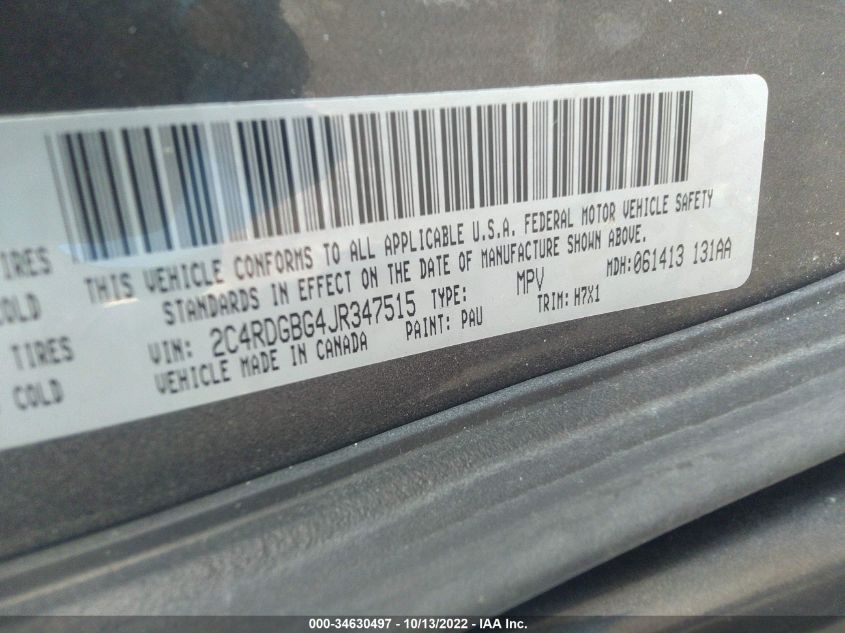 THIS VEHICLE CONFORMS TO ALL APPLICABLE U.S.A. FEDERAL MOTOR VEHICLE SAFETY
STANDARDS IN EFFECT ON THE DATE OF MANUFACTURE SHOWN ABOVE.
VIN: 2C4RDGBG4JR347515 TYPE: MPV MDH:061413 131AA
VEHICLE MADE IN CANADA PAINT: PAU TRIM: H7X1
TIRES
COLD
TIRES
COLD
000-34630497 - 10/13/2022 - IAA Inc.